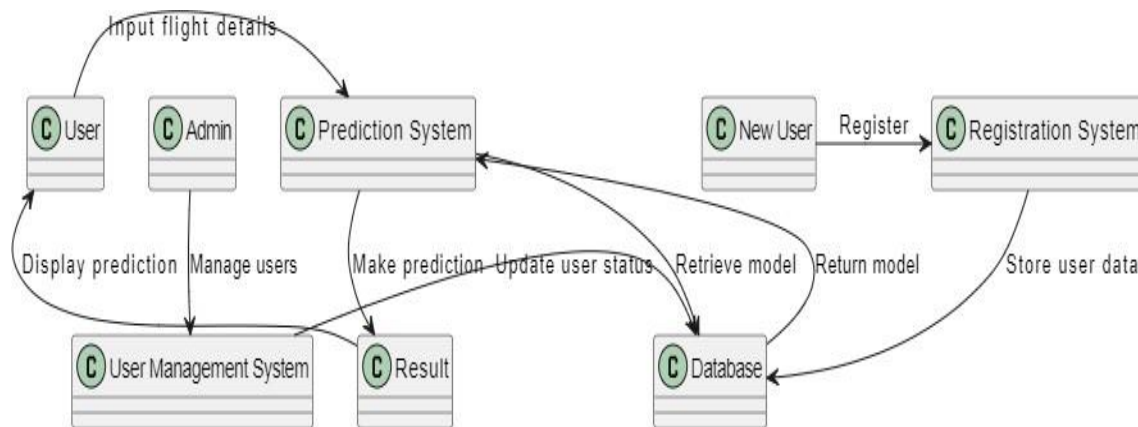 Input flight details
C User
C Admin
C Prediction System
C New User
Register
C Registration System
Display prediction
Manage users
Make prediction
Update user status
Retrieve model
Return model
Store user data
C User Management System
C Result
C Database